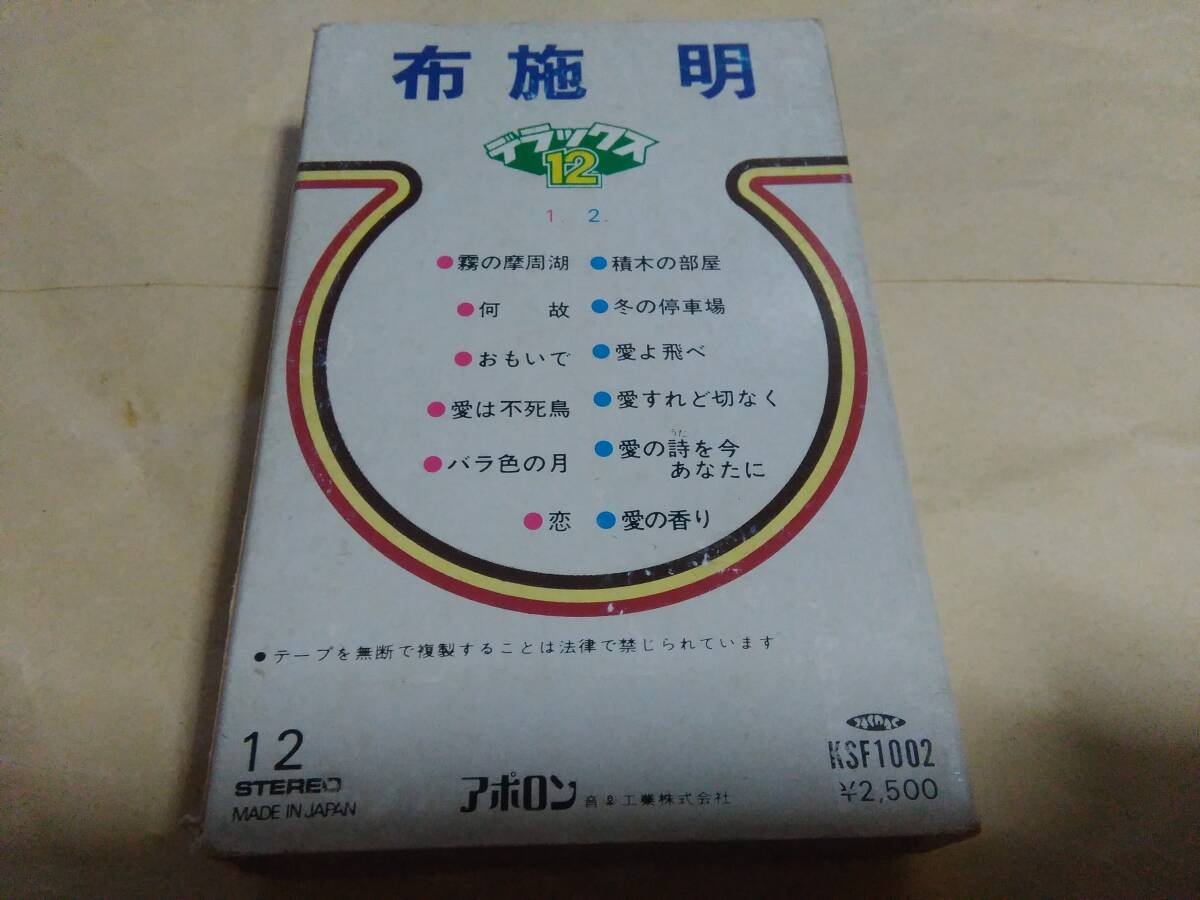 布施 明
デラックス
12
1. 2.
●霧の摩周湖
●何 故
●おもいで
●愛は不死鳥
●バラ色の月
●恋
●積木の部屋
●冬の停車場
●愛よ飛べ
●愛すれど切なく
うた
●愛の詩を今
あなたに
●愛の香り
●テープを無断で複製することは法律で禁じられています
12
STEREO
MADE IN JAPAN
アポロン 音工業株式会社
JASRAC
KSF1002
¥2,500